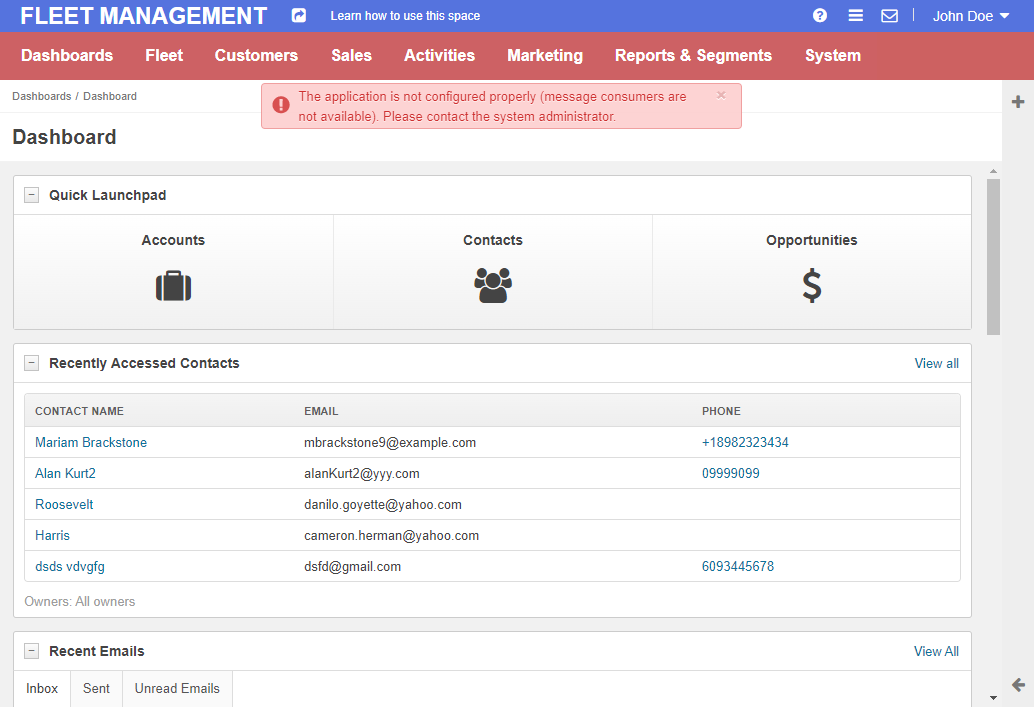 FLEET MANAGEMENT
Learn how to use this space
John Doe
Dashboards
Fleet
Customers
Sales
Activities
Marketing
Reports & Segments
System
Dashboards / Dashboard
The application is not configured properly (message consumers are
not available). Please contact the system administrator.
×
Dashboard
Quick Launchpad
Accounts
Contacts
Opportunities
Recently Accessed Contacts
View all
CONTACT NAME
EMAIL
PHONE
Mariam Brackstone
mbrackstone9@example.com
+18982323434
Alan Kurt2
alanKurt2@yyy.com
09999099
Roosevelt
danilo.goyette@yahoo.com
Harris
cameron.herman@yahoo.com
dsds vdvgfg
dsfd@gmail.com
6093445678
Owners: All owners
Recent Emails
View All
Inbox
Sent
Unread Emails